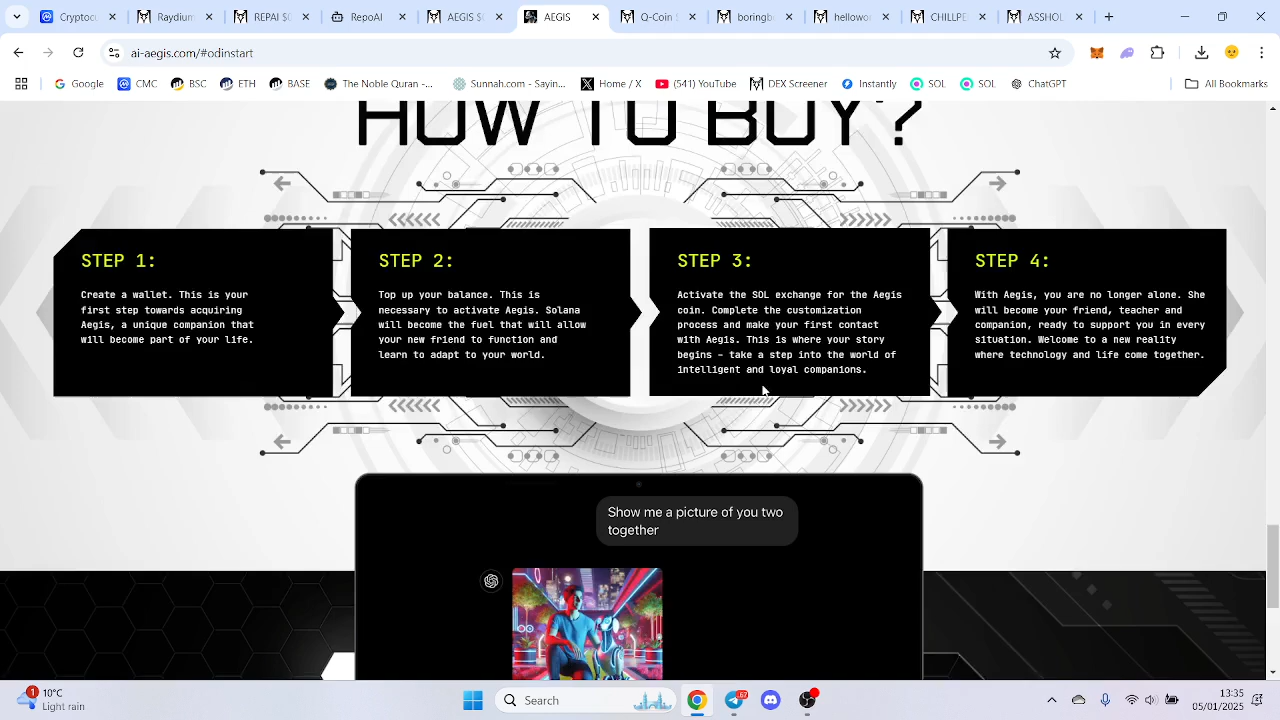 AEGIS
hellow
CHILLP
ASHQ /
ai-aegis.com/#odinstart
Google
CMC
BSC
ETH
BASE
The Noble Quran -...
Sunnah.com - Sayin...
Home / X
(541) YouTube
DEX Screener
Instantly
SOL
SOL
ChatGPT
All Bookmarks
HOW TO BUY?
STEP 1:
Create a wallet. This is your
first step towards acquiring
Aegis, a unique companion that
will become part of your life.
STEP 2:
Top up your balance. This is
necessary to activate Aegis. Solana
will become the fuel that will allow
your new friend to function and
learn to adapt to your world.
STEP 3:
Activate the SOL exchange for the Aegis
coin. Complete the customization
process and make your first contact
with Aegis. This is where your story
begins - take a step into the world of
intelligent and loyal companions.
STEP 4:
With Aegis, you are no longer alone. She
will become your friend, teacher and
companion, ready to support you in every
situation. Welcome to a new reality
where technology and life come together.
Show me a picture of you two
together
1
10°C
Light rain
Search
.67
13:35
05/01/2025